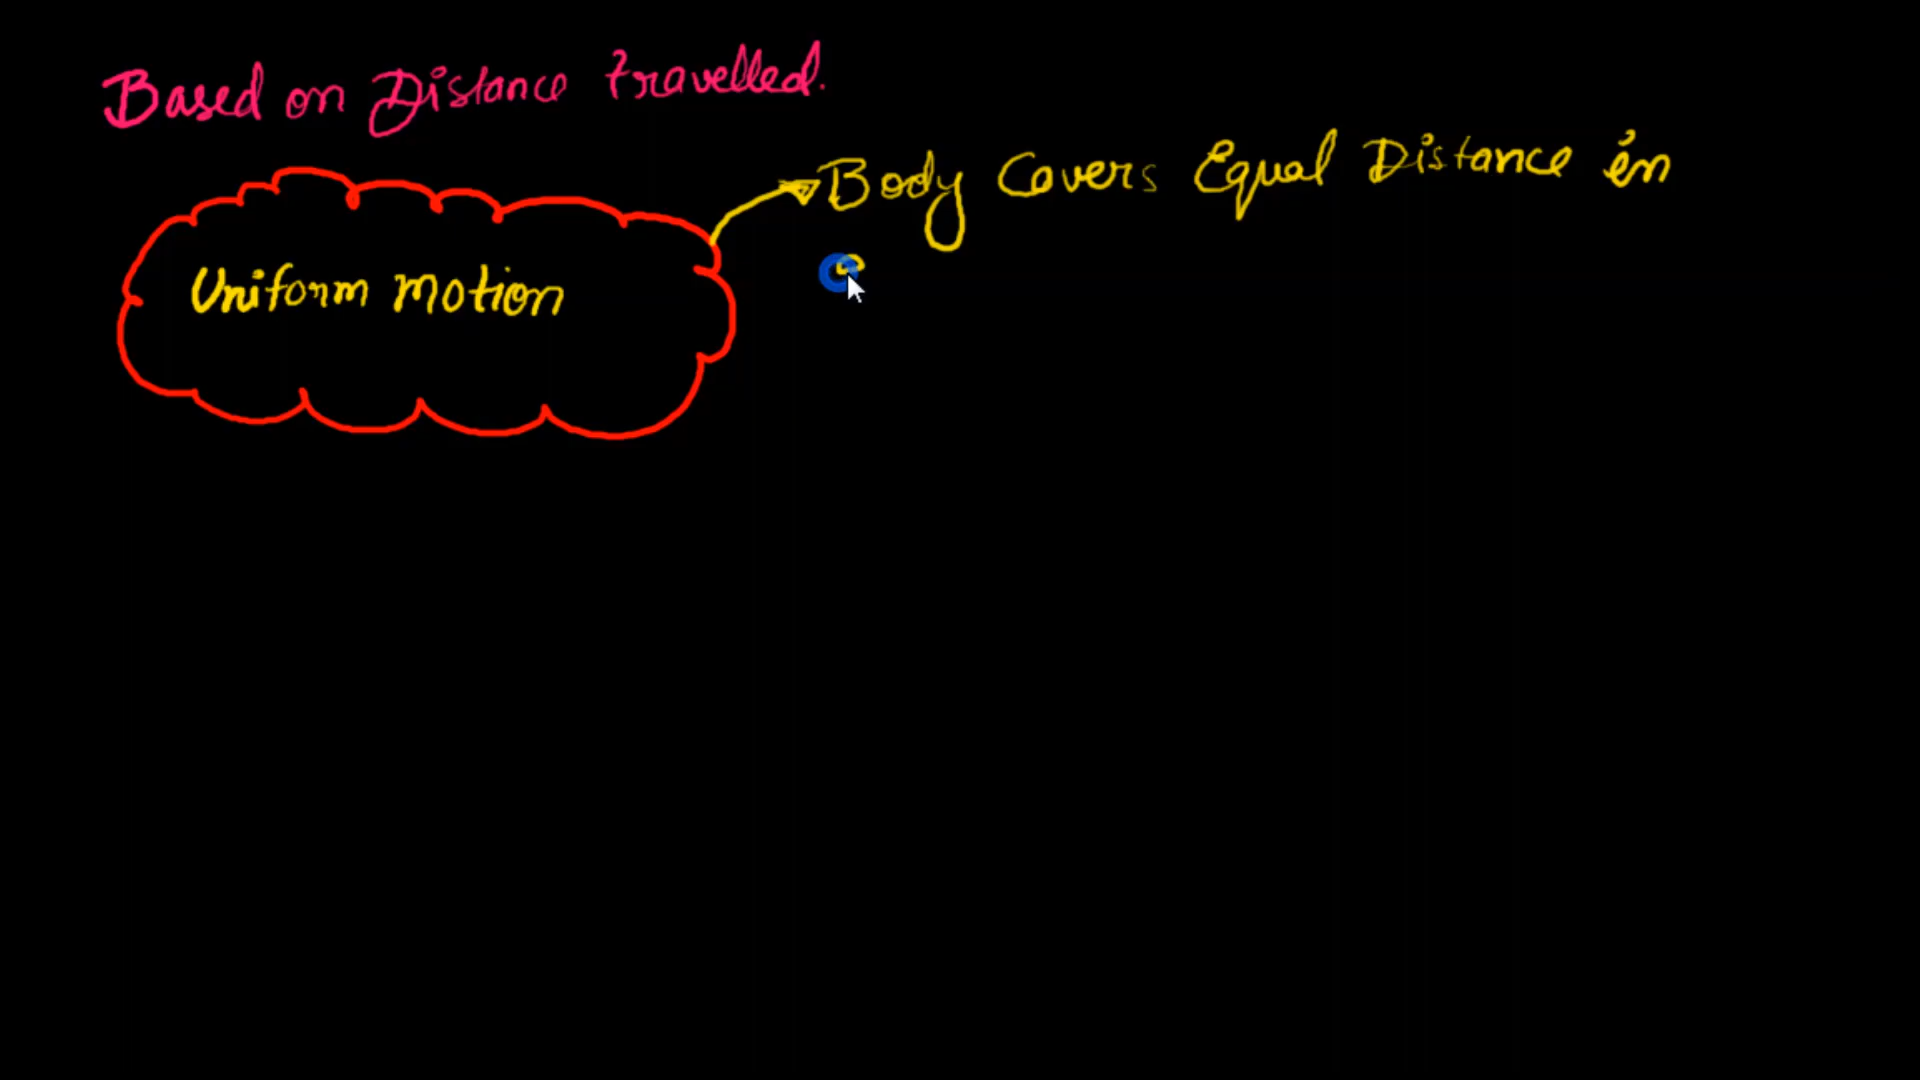 Based on Distance travelled.
Body Covers Equal Distance in
Uniform motion